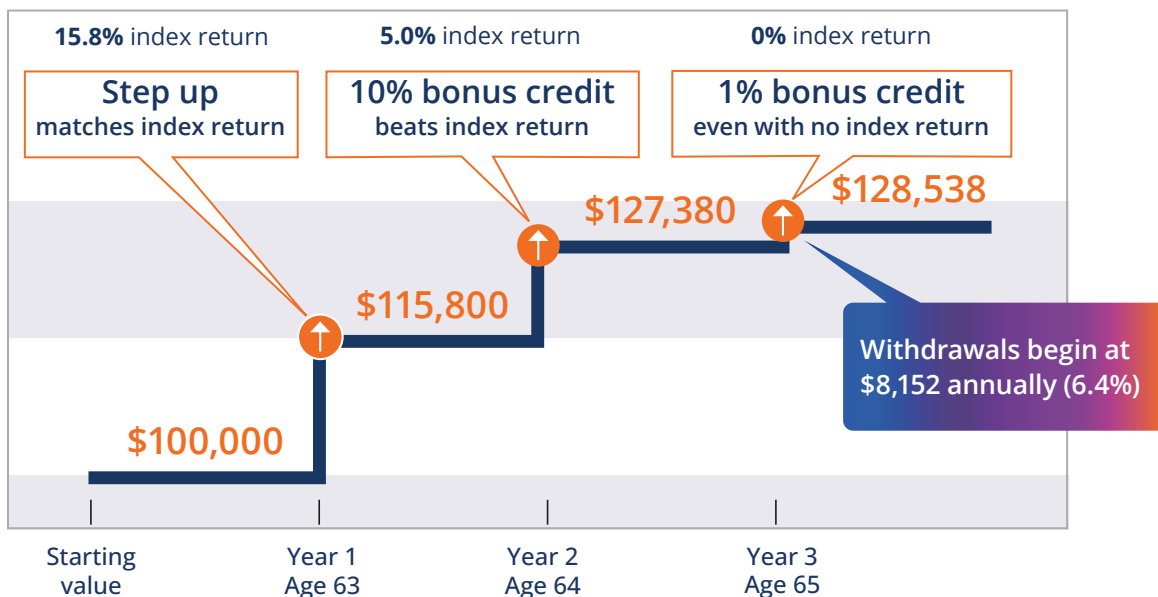 15.8% index return
5.0% index return
0% index return
Step up
matches index return
10% bonus credit
beats index return
1% bonus credit
even with no index return
$128,538
$127,380
$115,800
Withdrawals begin at
$8,152 annually (6.4%)
$100,000
Starting
value
Year 1
Age 63
Year 2
Age 64
Year 3
Age 65